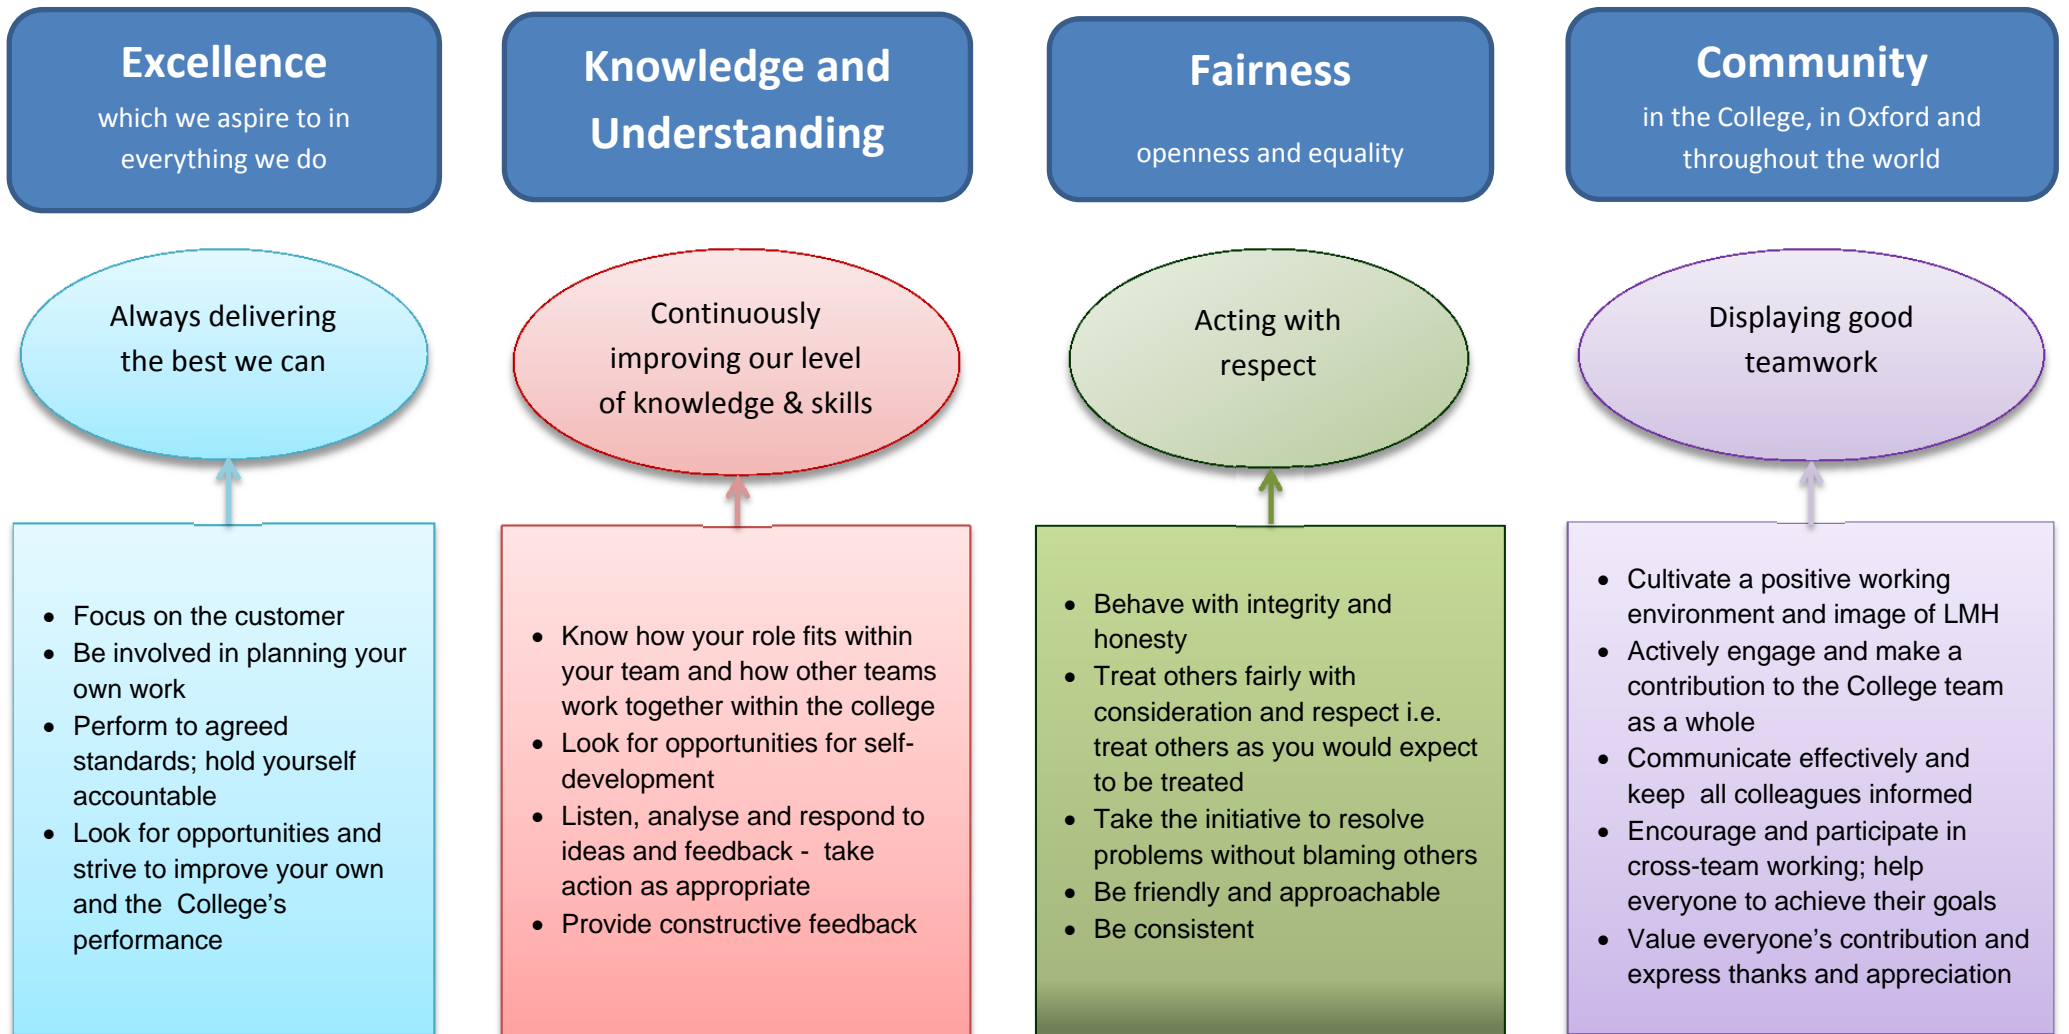 Excellence
which we aspire to in
everything we do
Knowledge and
Understanding
Fairness
openness and equality
Community
in the College, in Oxford and
throughout the world
Always delivering
the best we can
Continuously
improving our level
of knowledge & skills
Acting with
respect
Displaying good
teamwork
• Focus on the customer
• Be involved in planning your
own work
• Perform to agreed
standards; hold yourself
accountable
• Look for opportunities and
strive to improve your own
and the  College’s
performance
• Know how your role fits within
your team and how other teams
work together within the college
• Look for opportunities for self-
development
• Listen, analyse and respond to
ideas and feedback -  take
action as appropriate
• Provide constructive feedback
• Behave with integrity and
honesty
• Treat others fairly with
consideration and respect i.e.
treat others as you would expect
to be treated
• Take the initiative to resolve
problems without blaming others
• Be friendly and approachable
• Be consistent
• Cultivate a positive working
environment and image of LMH
• Actively engage and make a
contribution to the College team
as a whole
• Communicate effectively and
keep  all colleagues informed
• Encourage and participate in
cross-team working; help
everyone to achieve their goals
• Value everyone’s contribution and
express thanks and appreciation